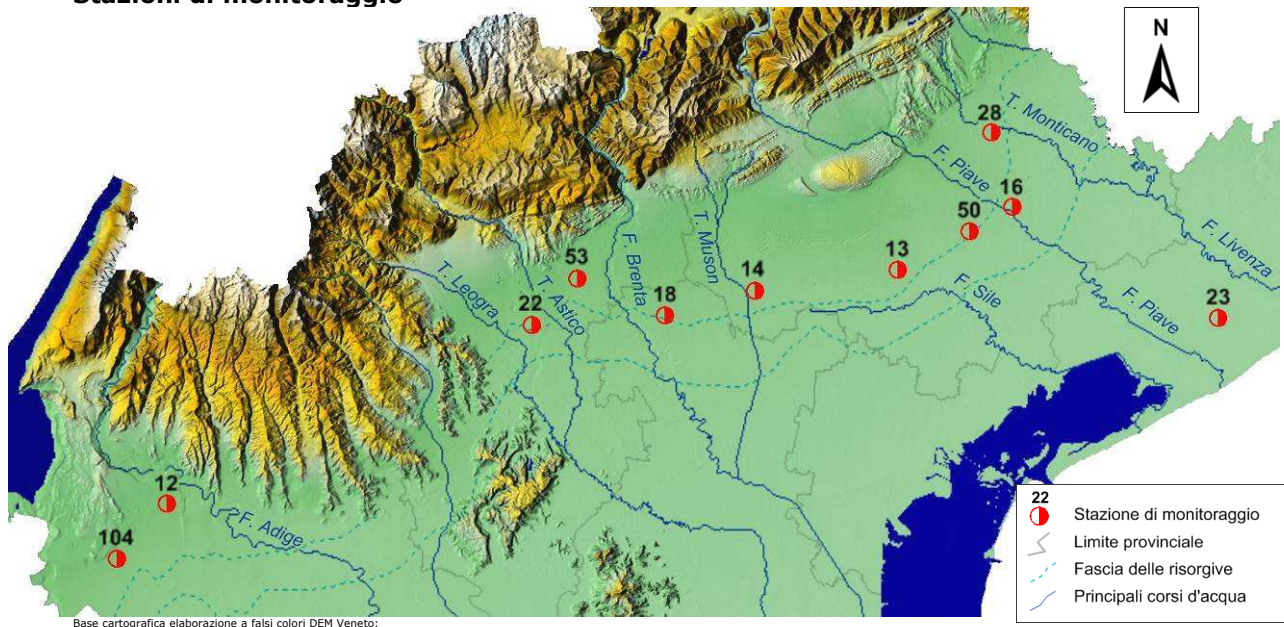 Stazioni di monitoraggio
N
28
T. Monticano
F. Piave
16
50
F. Livenza
53
F. Brenta
T. Muson
14
13
T. Leogra
T. Astico
22
18
F. Sile
F. Piave
23
12
F. Adige
104
22
Stazione di monitoraggio
Limite provinciale
Fascia delle risorgive
Principali corsi d'acqua
Base cartografica elaborazione a falsi colori DEM Veneto: